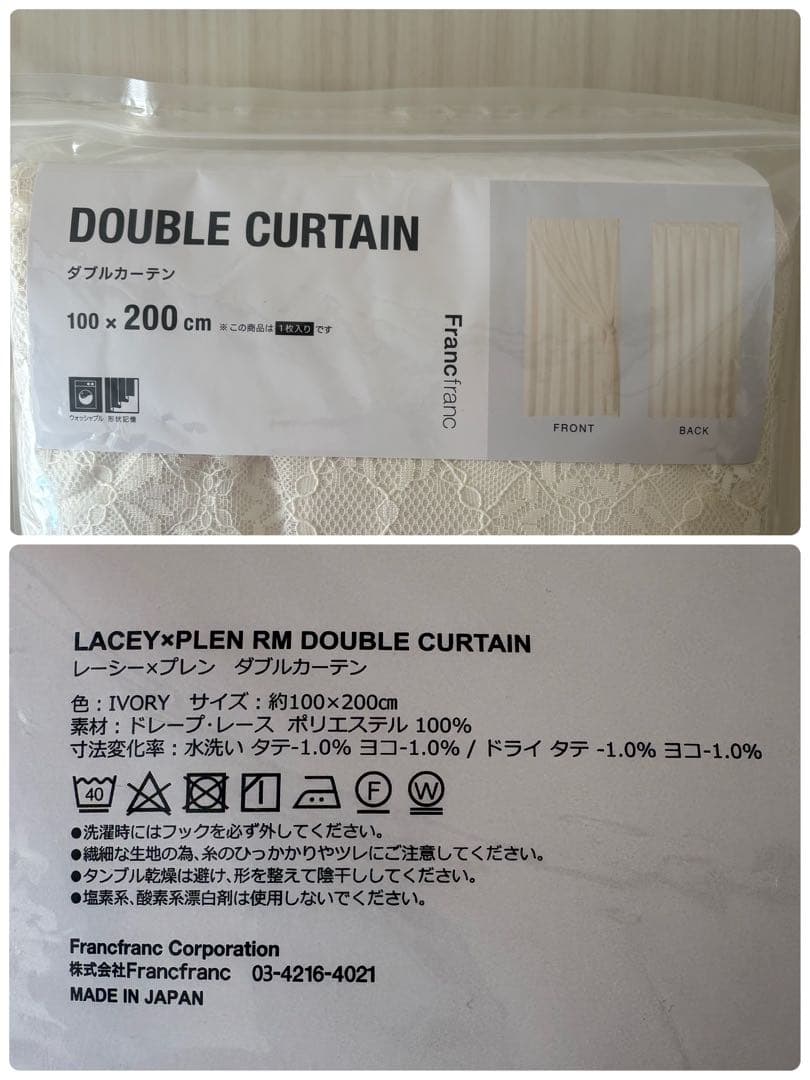 DOUBLE CURTAIN
ダブルカーテン
100 × 200 cm ※この商品は 1枚入り です
ウォッシャブル 形状記憶
Francfranc
FRONT
BACK
LACEY×PLEN RM DOUBLE CURTAIN
レーシー×プレン ダブルカーテン
色：IVORY サイズ：約100×200㎝
素材：ドレープ･レース ポリエステル 100%
寸法変化率：水洗い タテ-1.0% ヨコ-1.0% / ドライ タテ -1.0% ヨコ-1.0%
40 F W
●洗濯時にはフックを必ず外してください。
●繊細な生地の為、糸のひっかかりやツレにご注意してください。
●タンブル乾燥は避け、形を整えて陰干ししてください。
●塩素系、酸素系漂白剤は使用しないでください。
Francfranc Corporation
株式会社Francfranc 03-4216-4021
MADE IN JAPAN